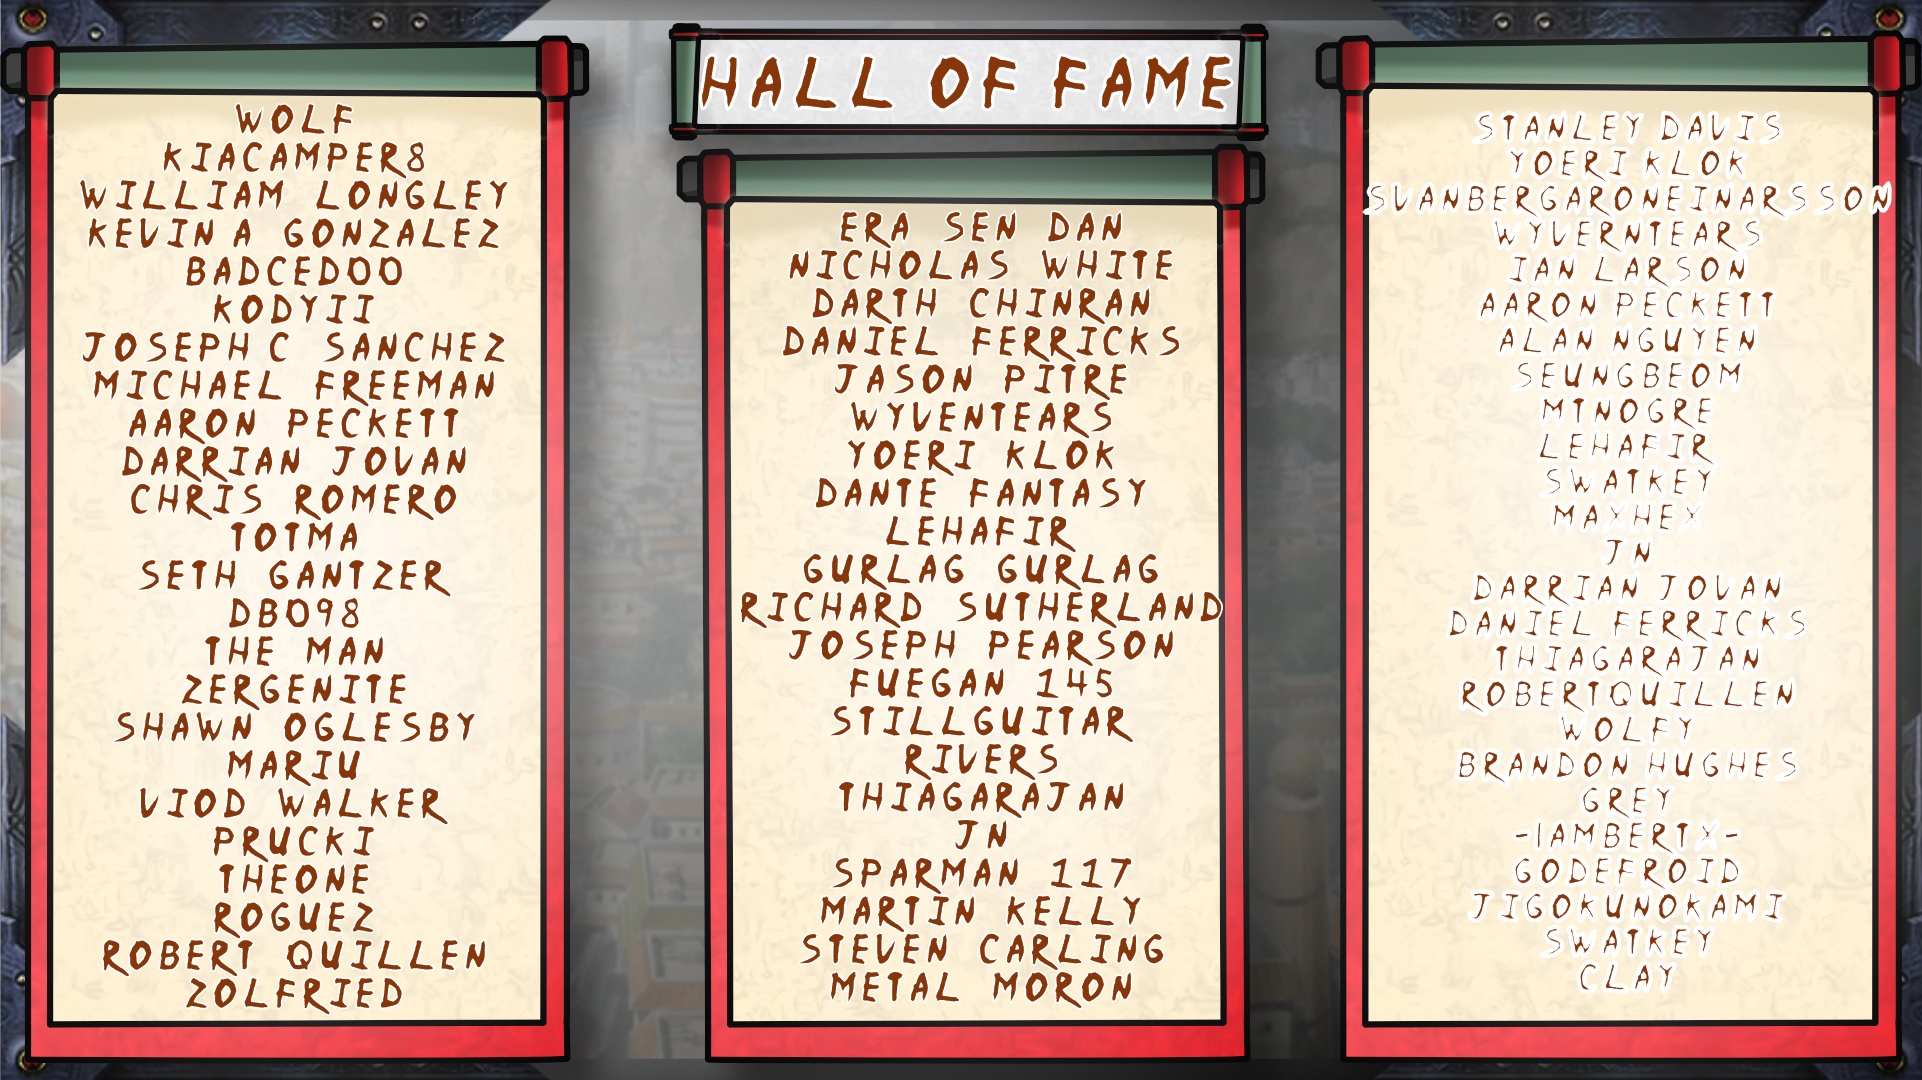 HALL OF FAME
WOLF
KIACAMPER8
WILLIAM LONGLEY
KEVIN A GONZALEZ
BADCEDOO
KODYII
JOSEPH C SANCHEZ
MICHAEL FREEMAN
AARON PECKETT
DARRIAN JOVAN
CHRIS ROMERO
TOTMA
SETH GANTZER
DBO98
THE MAN
ZERGENITE
SHAWN OGLESBY
MARIU
VIOD WALKER
PRUCKI
THEONE
ROGUEZ
ROBERT QUILLEN
ZOLFRIED
ERA SEN DAN
NICHOLAS WHITE
DARTH CHINRAN
DANIEL FERRICKS
JASON PITRE
WYVENTEARS
YOERI KLOK
DANTE FANTASY
LEHAFIR
GURLAG GURLAG
RICHARD SUTHERLAND
JOSEPH PEARSON
FUEGAN 145
STILLGUITAR
RIVERS
THIAGARAJAN
JN
SPARMAN 117
MARTIN KELLY
STEVEN CARLING
METAL MORON
STANLEY DAVIS
YOERI KLOK
SVANBERGARONEINARSSON
WYVERNTEARS
IAN LARSON
AARON PECKETT
ALAN NGUYEN
SEUNGBEOM
MTNOGRE
LEHAFIR
SWATKEY
MAXHEX
JN
DARRIAN JOVAN
DANIEL FERRICKS
THIAGARAJAN
ROBERTQUILLEN
WOLFY
BRANDON HUGHES
GREY
-IAMBERTX-
GODEFROID
JIGOKUNOKAMI
SWATKEY
CLAY